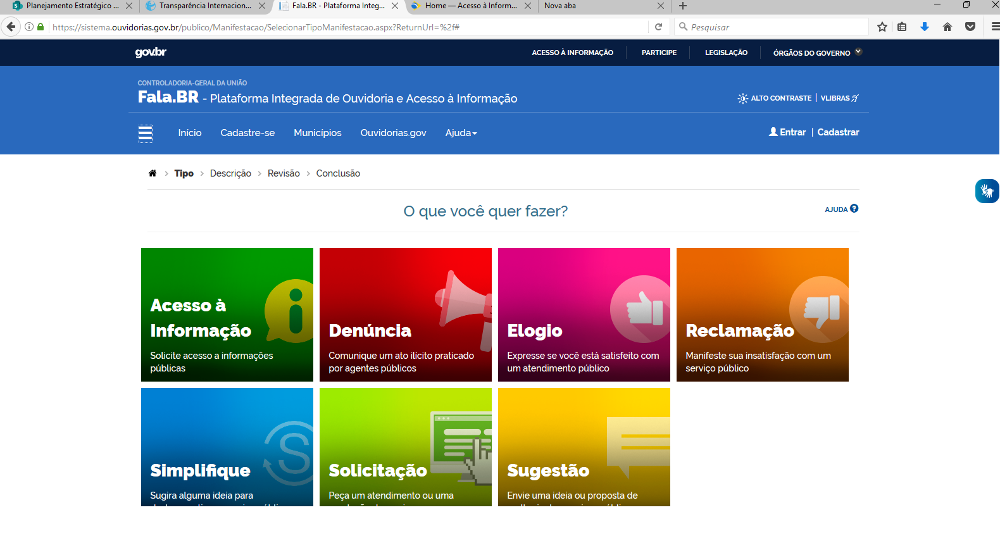 Planejamento Estratégico ...
Transparência Internacion...
Fala.BR - Plataforma Integ...
Home — Acesso à Inform...
Nova aba
https://sistema.ouvidorias.gov.br/publico/Manifestacao/SelecionarTipoManifestacao.aspx?ReturnUrl=%2f#
Pesquisar
gov.br
ACESSO À INFORMAÇÃO
PARTICIPE
LEGISLAÇÃO
ÓRGÃOS DO GOVERNO
CONTROLADORIA-GERAL DA UNIÃO
Fala.BR - Plataforma Integrada de Ouvidoria e Acesso à Informação
ALTO CONTRASTE | VLIBRAS
Início
Cadastre-se
Municípios
Ouvidorias.gov
Ajuda
Entrar | Cadastrar
Tipo > Descrição > Revisão > Conclusão
O que você quer fazer?
AJUDA
Acesso à
Informação
Solicite acesso a informações
públicas
Denúncia
Comunique um ato ilícito praticado
por agentes públicos
Elogio
Expresse se você está satisfeito com
um atendimento público
Reclamação
Manifeste sua insatisfação com um
serviço público
Simplifique
Sugira alguma ideia para
Solicitação
Peça um atendimento ou uma
Sugestão
Envie uma ideia ou proposta de